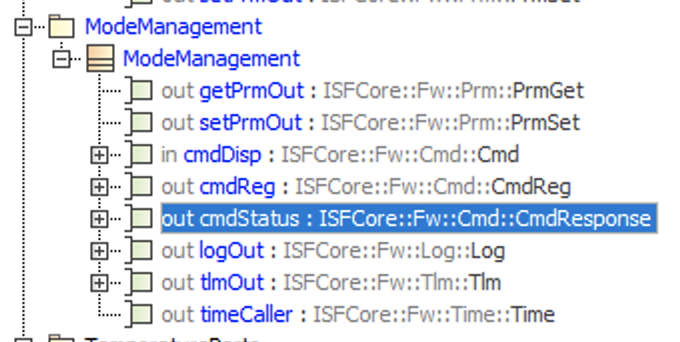 ModeManagement
ModeManagement
out getPrmOut : ISFCore::Fw::Prm::PrmGet
out setPrmOut : ISFCore::Fw::Prm::PrmSet
in cmdDisp : ISFCore::Fw::Cmd::Cmd
out cmdReg : ISFCore::Fw::Cmd::CmdReg
out cmdStatus : ISFCore::Fw::Cmd::CmdResponse
out logOut : ISFCore::Fw::Log::Log
out tlmOut : ISFCore::Fw::Tlm::Tlm
out timeCaller : ISFCore::Fw::Time::Time